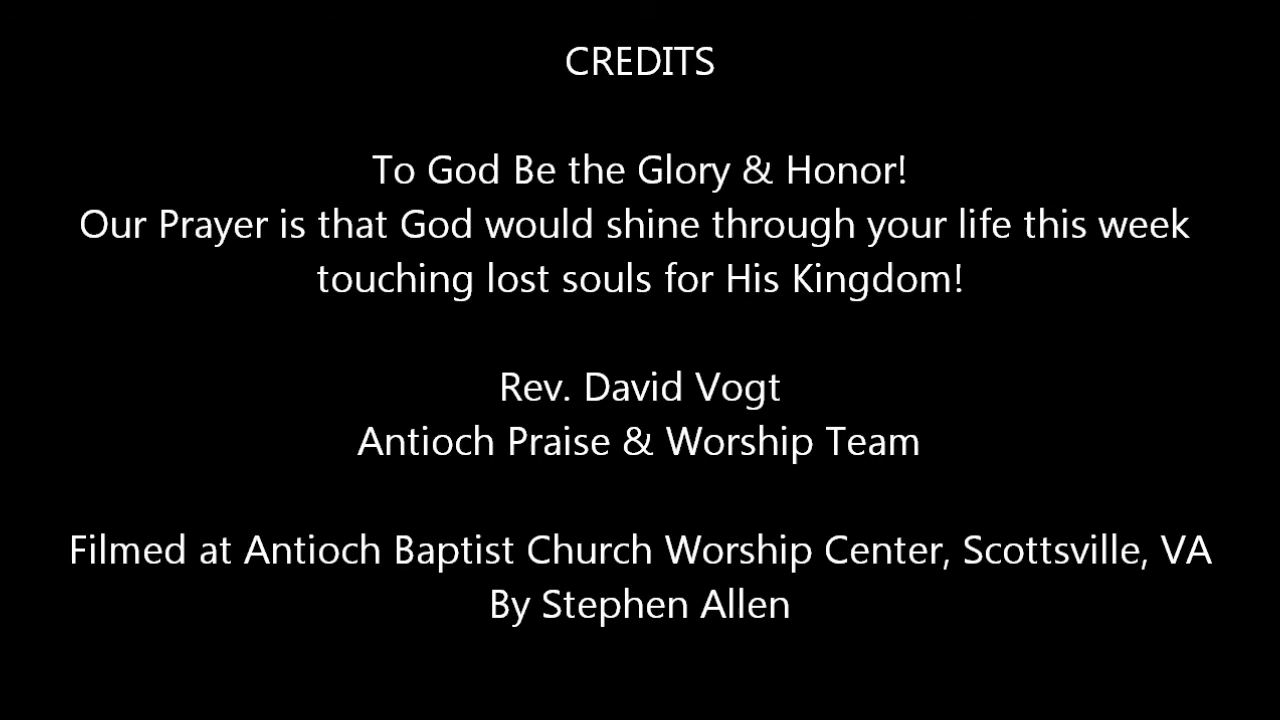 CREDITS
To God Be the Glory & Honor!
Our Prayer is that God would shine through your life this week
touching lost souls for His Kingdom!
Rev. David Vogt
Antioch Praise & Worship Team
Filmed at Antioch Baptist Church Worship Center, Scottsville, VA
By Stephen Allen